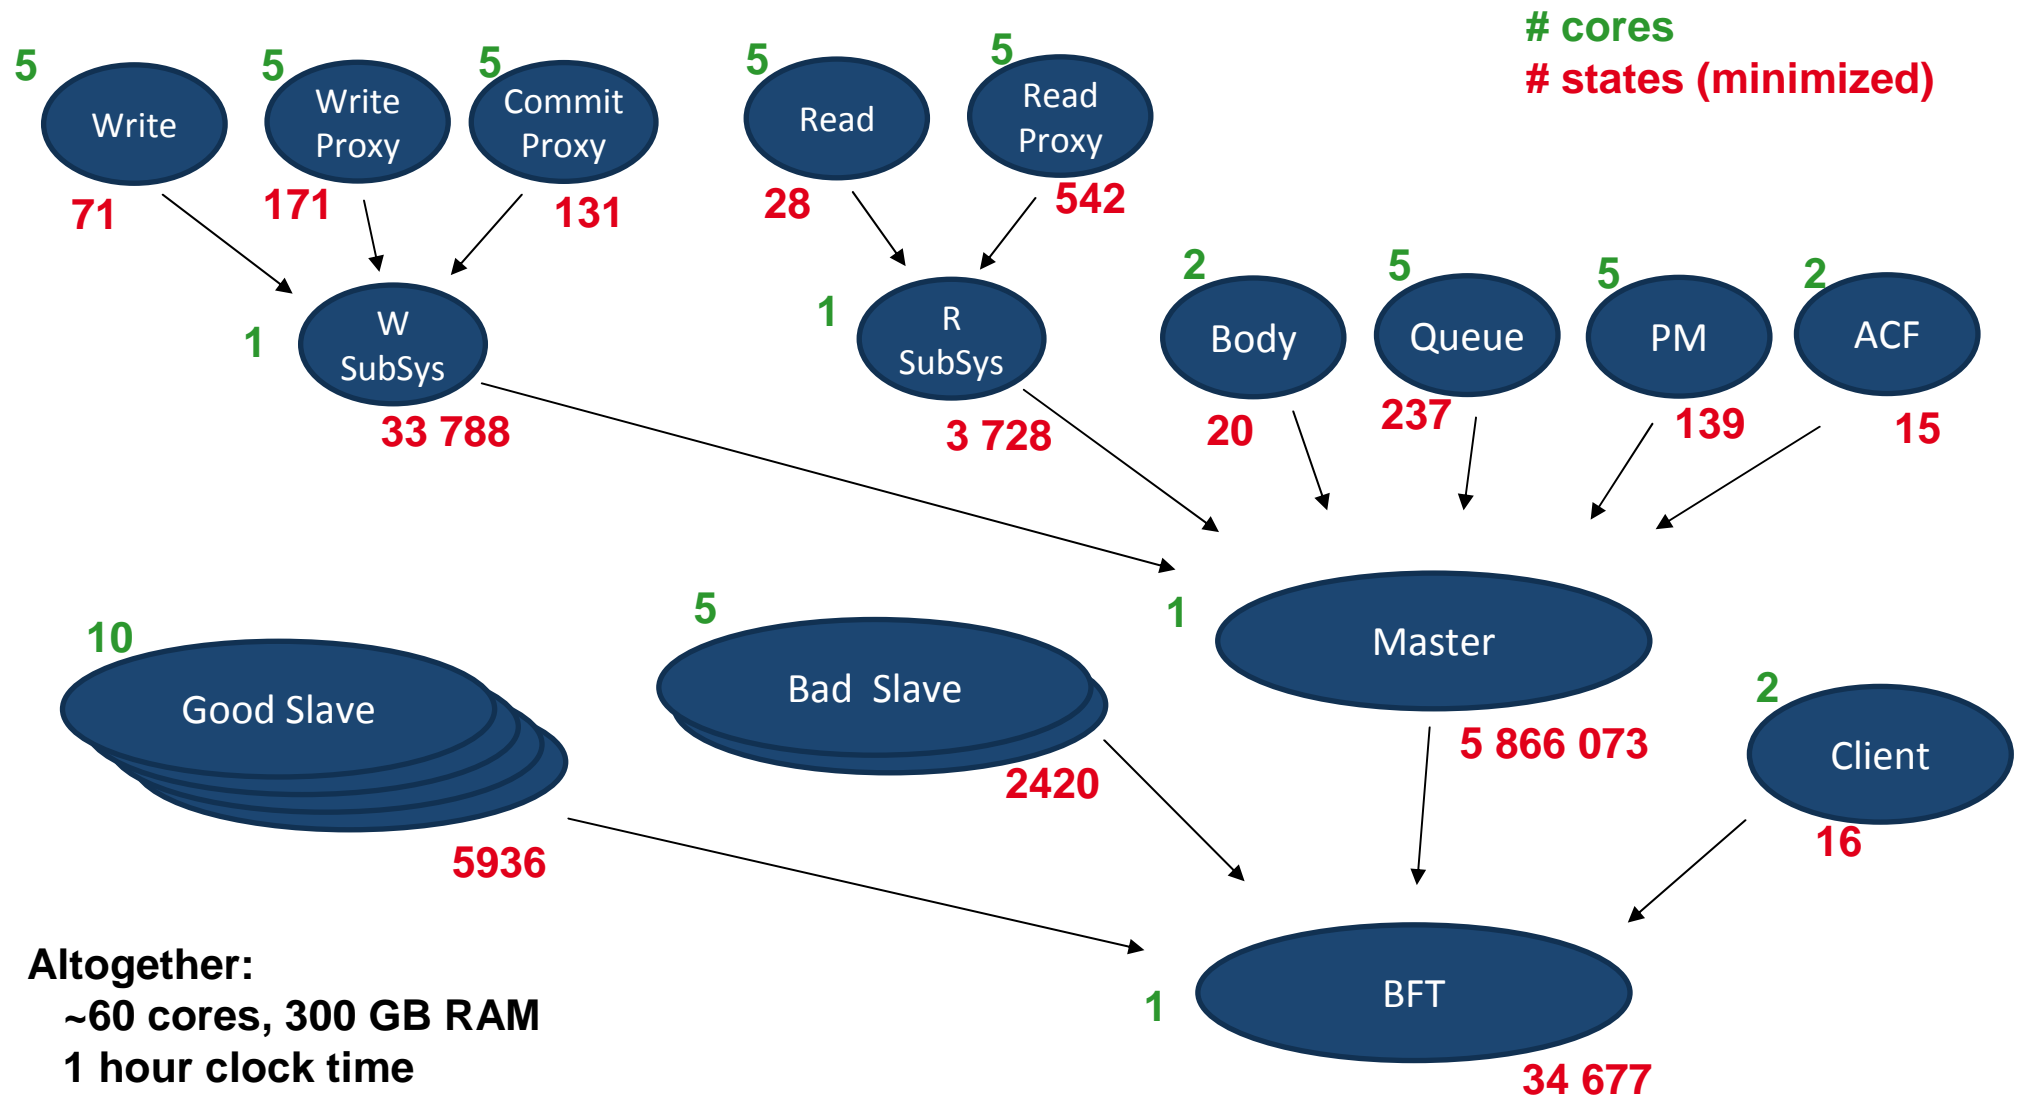 # cores
# states (minimized)
5
5
5
5
5
Write
Write
Proxy
Commit
Proxy
Read
Read
Proxy
71
171
131
28
542
1
W
SubSys
33 788
1
R
SubSys
3 728
2
Body
20
5
Queue
237
5
PM
139
2
ACF
15
10
Good Slave
5936
5
Bad Slave
2420
1
Master
5 866 073
2
Client
16
1
BFT
34 677
Altogether:
~60 cores, 300 GB RAM
1 hour clock time